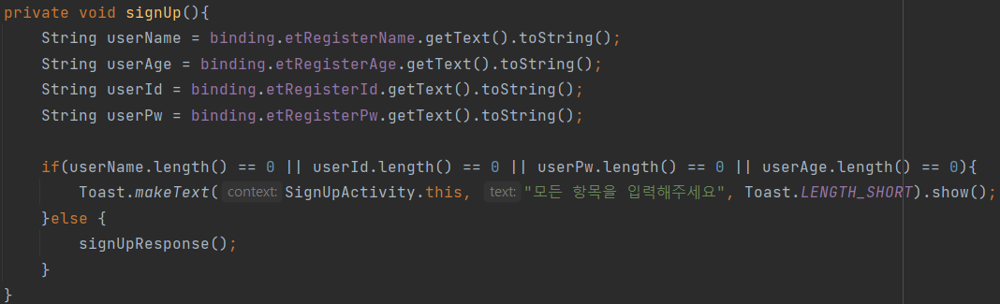 private void signUp(){
    String userName = binding.etRegisterName.getText().toString();
    String userAge = binding.etRegisterAge.getText().toString();
    String userId = binding.etRegisterId.getText().toString();
    String userPw = binding.etRegisterPw.getText().toString();
    if(userName.length() == 0 || userId.length() == 0 || userPw.length() == 0 || userAge.length() == 0){
        Toast.makeText( context: SignUpActivity.this, text: "모든 항목을 입력해주세요", Toast.LENGTH_SHORT).show();
    }else {
        signUpResponse();
    }
}